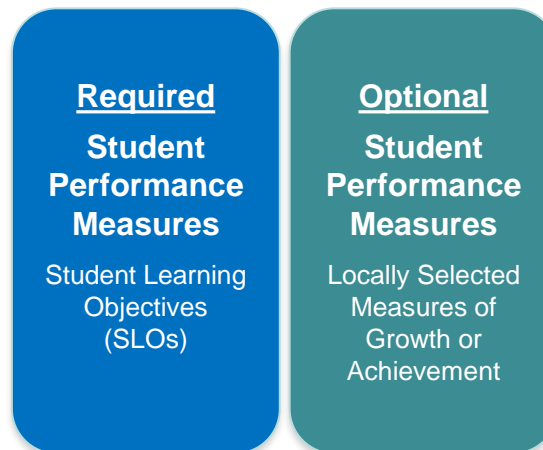 Required
Student
Performance
Measures
Student Learning
Objectives
(SLOs)
Optional
Student
Performance
Measures
Locally Selected
Measures of
Growth or
Achievement